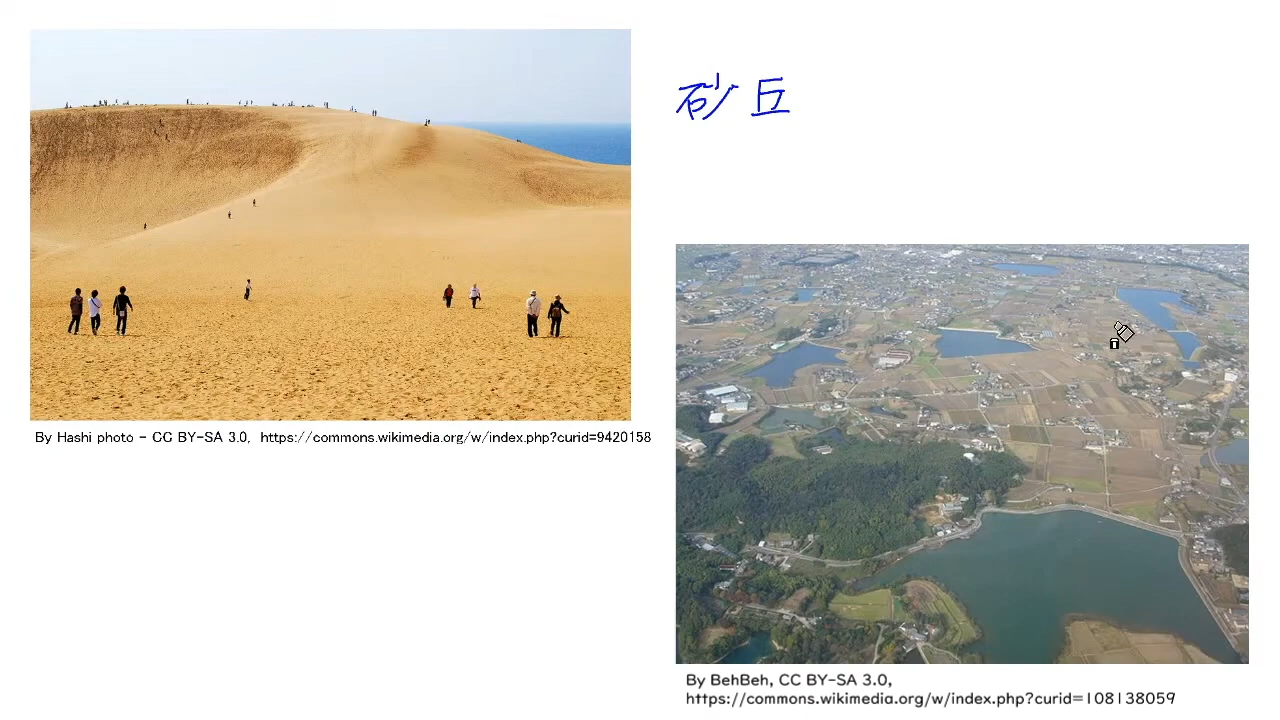 砂丘
By Hashi photo - CC BY-SA 3.0, https://commons.wikimedia.org/w/index.php?curid=9420158
By BehBeh, CC BY-SA 3.0,
https://commons.wikimedia.org/w/index.php?curid=108138059